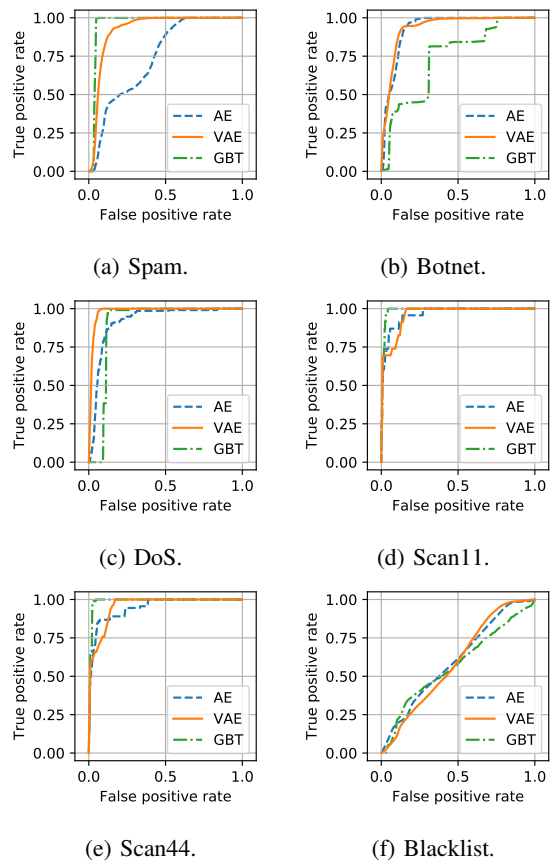 1.00
0.75
0.50
0.25
0.00
True positive rate
AE
VAE
GBT
0.0 0.5 1.0
False positive rate
(a) Spam.
1.00
0.75
0.50
0.25
0.00
True positive rate
AE
VAE
GBT
0.0 0.5 1.0
False positive rate
(b) Botnet.
1.00
0.75
0.50
0.25
0.00
True positive rate
AE
VAE
GBT
0.0 0.5 1.0
False positive rate
(c) DoS.
1.00
0.75
0.50
0.25
0.00
True positive rate
AE
VAE
GBT
0.0 0.5 1.0
False positive rate
(d) Scan11.
1.00
0.75
0.50
0.25
0.00
True positive rate
AE
VAE
GBT
0.0 0.5 1.0
False positive rate
(e) Scan44.
1.00
0.75
0.50
0.25
0.00
True positive rate
AE
VAE
GBT
0.0 0.5 1.0
False positive rate
(f) Blacklist.